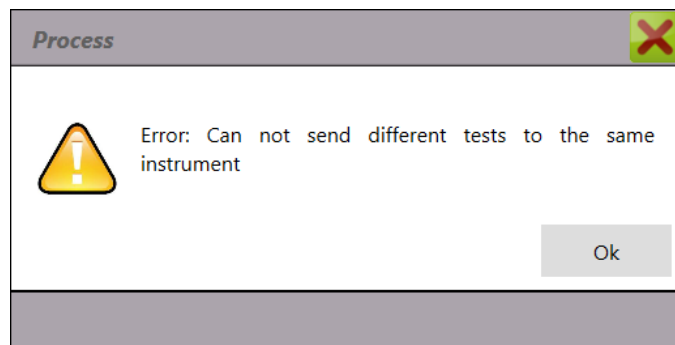 Process
Error: Can not send different tests to the same
instrument
Ok